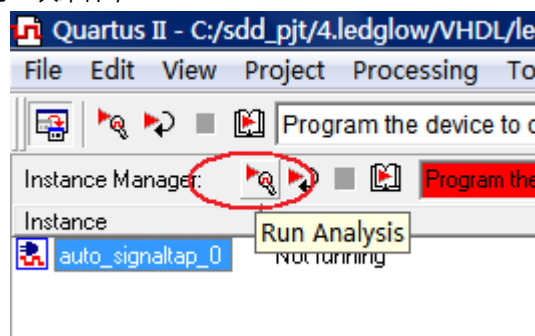 Quartus II - C:/sdd_pjt/4.ledglow/VHDL/le
File Edit View Project Processing To
Program the device to c
Instance Manager: Program the
Instance
Run Analysis
auto_signaltap_0 Not running